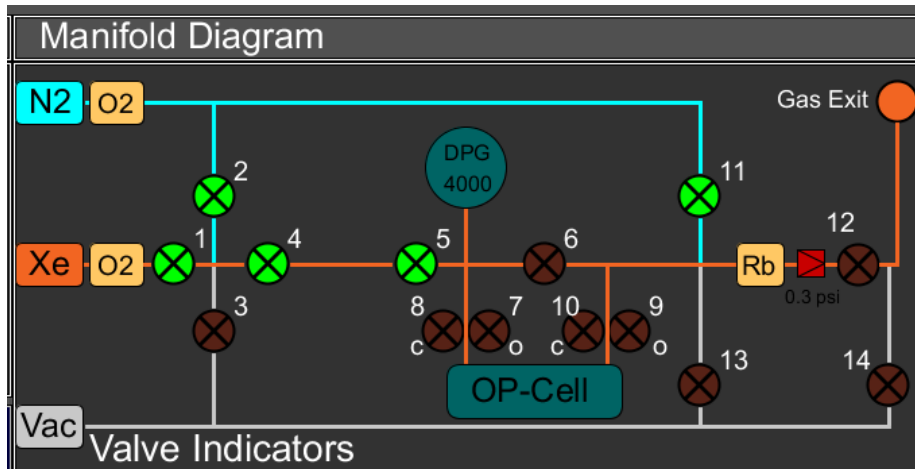 Manifold Diagram
N2 O2
Gas Exit
DPG
4000
2
11
1
4
5
6
12
Xe O2
Rb
0.3 psi
3
8
7
10
9
c
o
c
o
13
14
OP-Cell
Vac
Valve Indicators